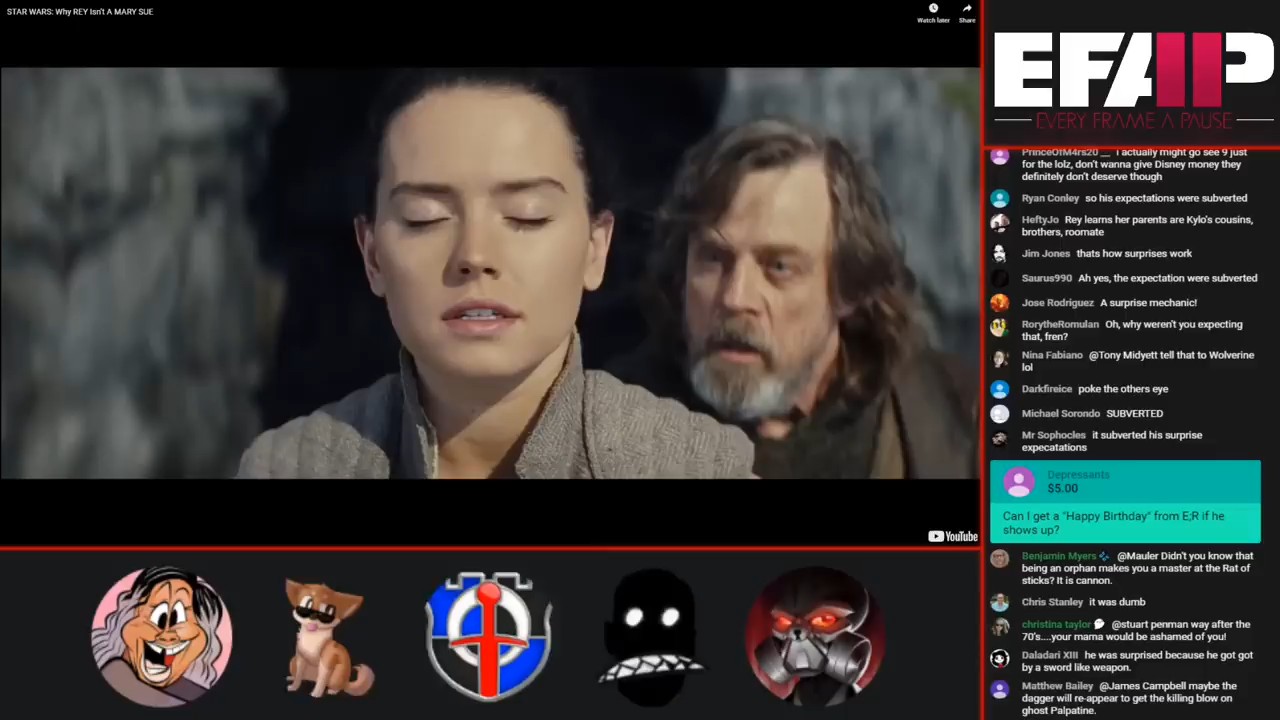 STAR WARS: Why REY Isn't A MARY SUE
Watch later
Share
EFAP
EVERY FRAME A PAUSE
PrinceOfM4rs20 __ i actually might go see 9 just
for the lolz, don't wanna give Disney money they
definitely don't deserve though
Ryan Conley so his expectations were subverted
HeftyJo Rey learns her parents are Kylo's cousins,
brothers, roomate
Jim Jones thats how surprises work
Saurus990 Ah yes, the expectation were subverted
Jose Rodriguez A surprise mechanic!
RorytheRomulan Oh, why weren't you expecting
that, fren?
Nina Fabiano @Tony Midyett tell that to Wolverine
lol
Darkfireice poke the others eye
Michael Sorondo SUBVERTED
Mr Sophocles it subverted his surprise
expecatations
Depressants
$5.00
Can I get a "Happy Birthday" from E;R if he
shows up?
Benjamin Myers @Mauler Didn't you know that
being an orphan makes you a master at the Rat of
sticks? It is cannon.
Chris Stanley it was dumb
christina taylor @stuart penman way after the
70's....your mama would be ashamed of you!
Daladari XIII he was surprised because he got got
by a sword like weapon.
Matthew Bailey @James Campbell maybe the
dagger will re-appear to get the killing blow on
ghost Palpatine.
YouTube